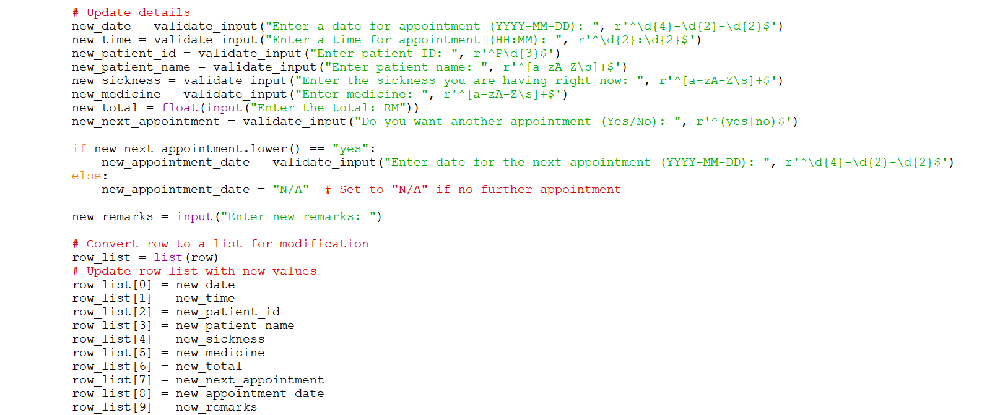 # Update details
new_date = validate_input("Enter a date for appointment (YYYY-MM-DD): ", r'^\d{4}-\d{2}-\d{2}$')
new_time = validate_input("Enter a time for appointment (HH:MM): ", r'^\d{2}:\d{2}$')
new_patient_id = validate_input("Enter patient ID: ", r'^P\d{3}$')
new_patient_name = validate_input("Enter patient name: ", r'^[a-zA-Z\s]+$')
new_sickness = validate_input("Enter the sickness you are having right now: ", r'^[a-zA-Z\s]+$')
new_medicine = validate_input("Enter medicine: ", r'^[a-zA-Z\s]+$')
new_total = float(input("Enter the total: RM"))
new_next_appointment = validate_input("Do you want another appointment (Yes/No): ", r'^(yes|no)$')

if new_next_appointment.lower() == "yes":
    new_appointment_date = validate_input("Enter date for the next appointment (YYYY-MM-DD): ", r'^\d{4}-\d{2}-\d{2}$')
else:
    new_appointment_date = "N/A"  # Set to "N/A" if no further appointment

new_remarks = input("Enter new remarks: ")

# Convert row to a list for modification
row_list = list(row)
# Update row list with new values
row_list[0] = new_date
row_list[1] = new_time
row_list[2] = new_patient_id
row_list[3] = new_patient_name
row_list[4] = new_sickness
row_list[5] = new_medicine
row_list[6] = new_total
row_list[7] = new_next_appointment
row_list[8] = new_appointment_date
row_list[9] = new_remarks